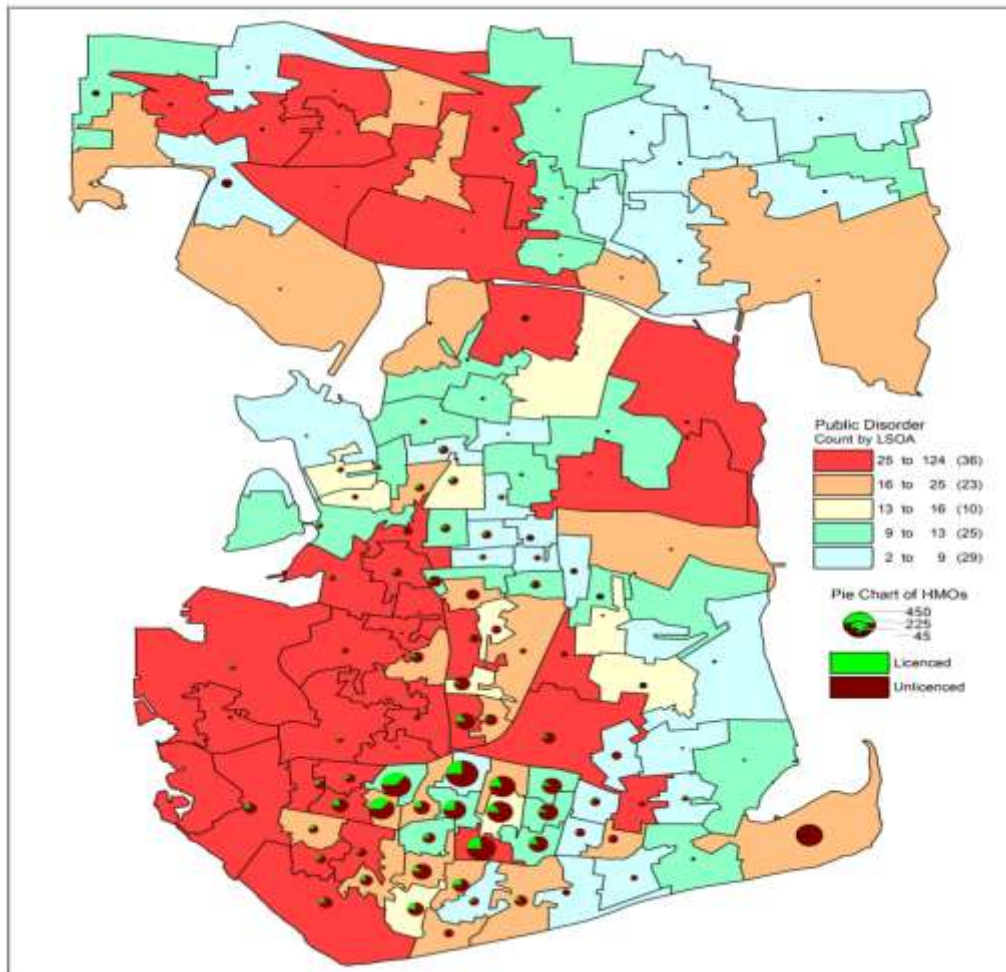 Public Disorder
Count by LSOA
25 to 124 (36)
16 to 25 (23)
13 to 16 (10)
9 to 13 (25)
2 to 9 (29)
Pie Chart of HMOs
450
225
45
Licenced
Unlicenced